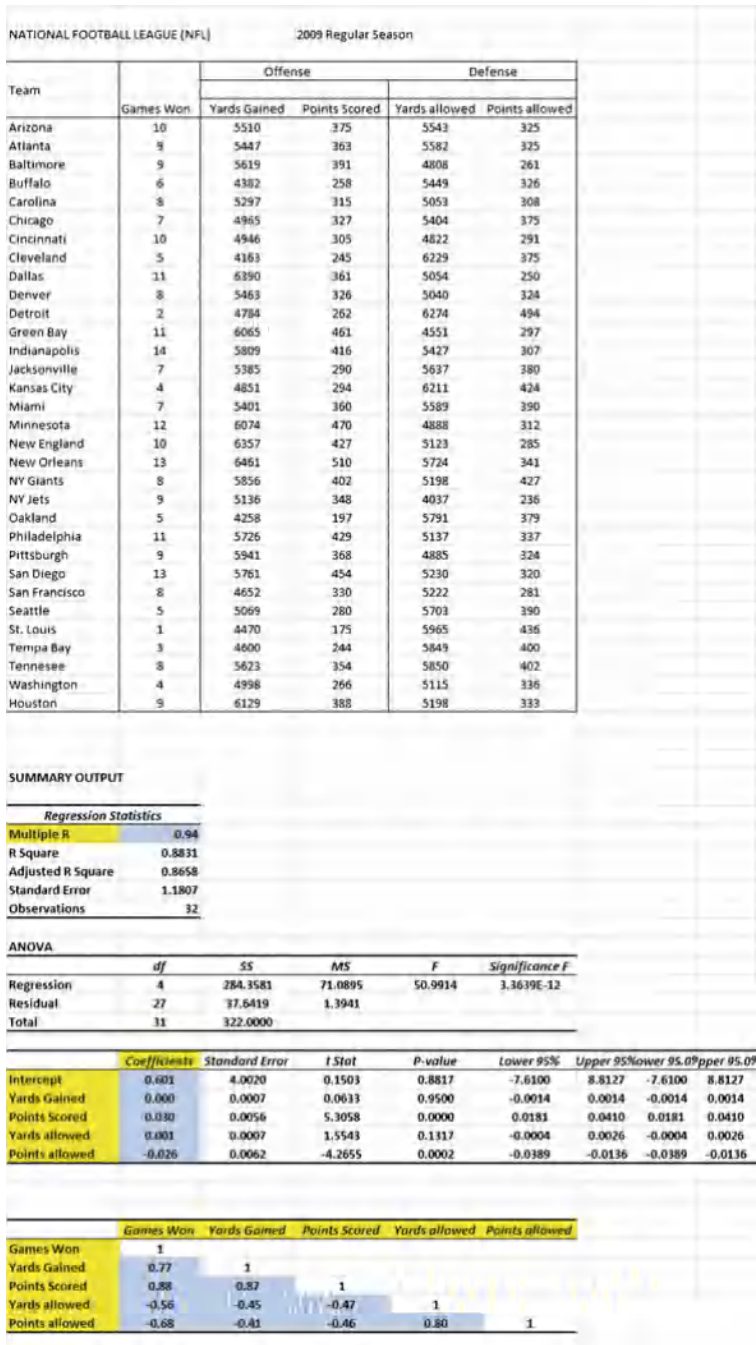 NATIONAL FOOTBALL LEAGUE (NFL) 2009 Regular Season
Offense Defense
Team
Games Won Yards Gained Points Scored Yards allowed Points allowed
Arizona 10 5510 375 5543 325
Atlanta 9 5447 363 5582 325
Baltimore 9 5619 391 4808 261
Buffalo 6 4382 258 5449 326
Carolina 8 5297 315 5053 308
Chicago 7 4965 327 5404 375
Cincinnati 10 4946 305 4822 291
Cleveland 5 4163 245 6229 375
Dallas 11 6390 361 5054 250
Denver 8 5463 326 5040 324
Detroit 2 4784 262 6274 494
Green Bay 11 6065 461 4551 297
Indianapolis 14 5809 416 5427 307
Jacksonville 7 5385 290 5637 380
Kansas City 4 4851 294 6211 424
Miami 7 5401 360 5589 390
Minnesota 12 6074 470 4888 312
New England 10 6357 427 5123 285
New Orleans 13 6461 510 5724 341
NY Giants 8 5856 402 5198 427
NY Jets 9 5136 348 4037 236
Oakland 5 4258 197 5791 379
Philadelphia 11 5726 429 5137 337
Pittsburgh 9 5941 368 4885 324
San Diego 13 5761 454 5230 320
San Francisco 8 4652 330 5222 281
Seattle 5 5069 280 5703 390
St. Louis 1 4470 175 5965 436
Tempa Bay 3 4600 244 5849 400
Tennesee 8 5623 354 5850 402
Washington 4 4998 266 5115 336
Houston 9 6129 388 5198 333
SUMMARY OUTPUT
Regression Statistics
Multiple R 0.94
R Square 0.8831
Adjusted R Square 0.8658
Standard Error 1.1807
Observations 32
ANOVA
df SS MS F Significance F
Regression 4 284.3581 71.0895 50.9914 3.3639E-12
Residual 27 37.6419 1.3941
Total 31 322.0000
Coefficients Standard Error t Stat P-value Lower 95% Upper 95% ower 95.0% pper 95.0%
Intercept 0.601 4.0020 0.1503 0.8817 -7.6100 8.8127 -7.6100 8.8127
Yards Gained 0.000 0.0007 0.0633 0.9500 -0.0014 0.0014 -0.0014 0.0014
Points Scored 0.030 0.0056 5.3058 0.0000 0.0181 0.0410 0.0181 0.0410
Yards allowed 0.001 0.0007 1.5543 0.1317 -0.0004 0.0026 -0.0004 0.0026
Points allowed -0.026 0.0062 -4.2655 0.0002 -0.0389 -0.0136 -0.0389 -0.0136
Games Won Yards Gained Points Scored Yards allowed Points allowed
Games Won 1
Yards Gained 0.77 1
Points Scored 0.88 0.87 1
Yards allowed -0.56 -0.45 -0.47 1
Points allowed -0.68 -0.41 -0.46 0.80 1